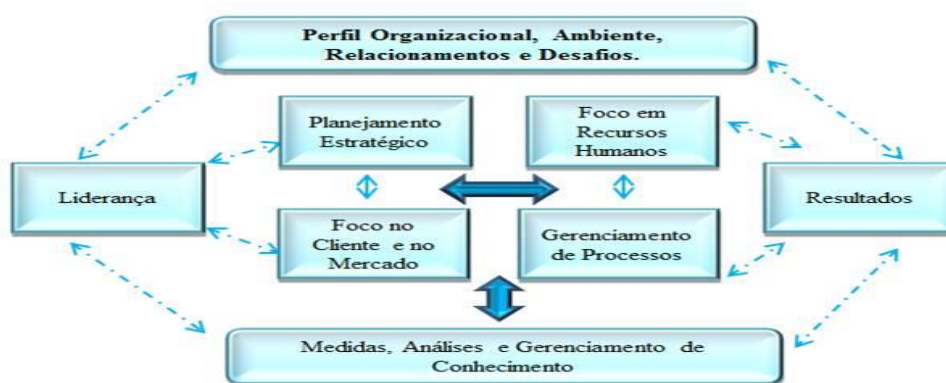 Perfil Organizacional, Ambiente,
Relacionamentos e Desafios.
Planejamento
Estratégico
Foco em
Recursos
Humanos
Liderança
Resultados
Foco no
Cliente e no
Mercado
Gerenciamento
de Processos
Medidas, Análises e Gerenciamento de
Conhecimento